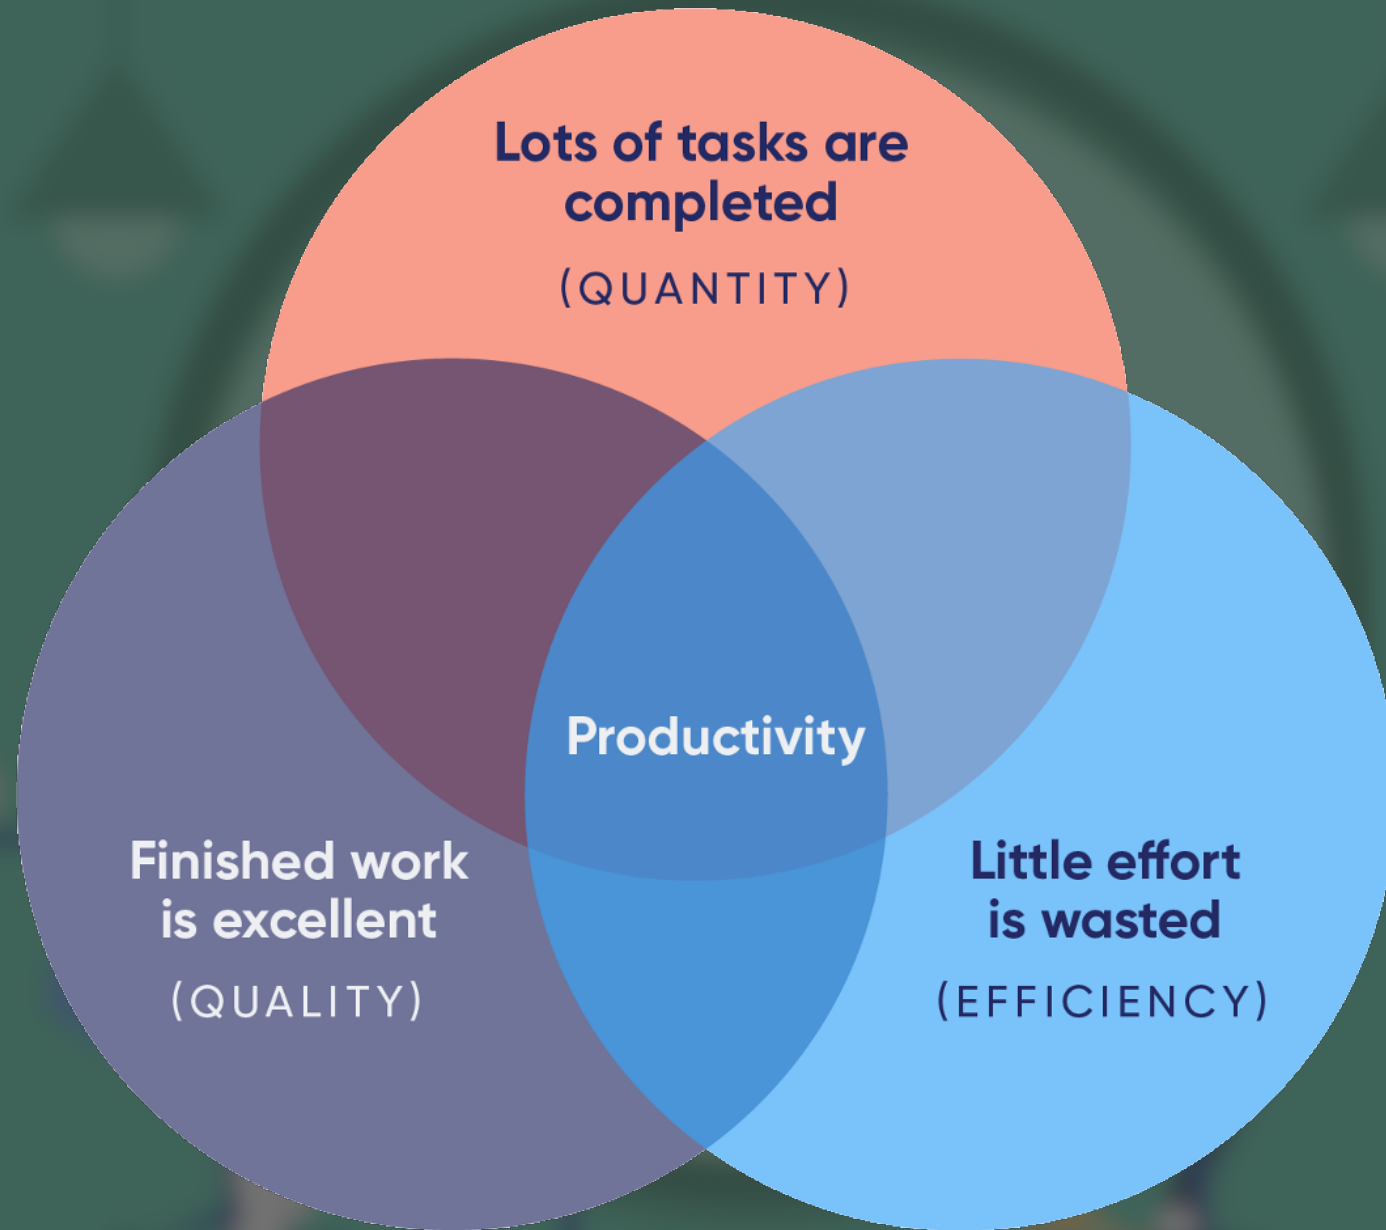 Lots of tasks are
completed
(QUANTITY)
Productivity
Finished work
is excellent
(QUALITY)
Little effort
is wasted
(EFFICIENCY)